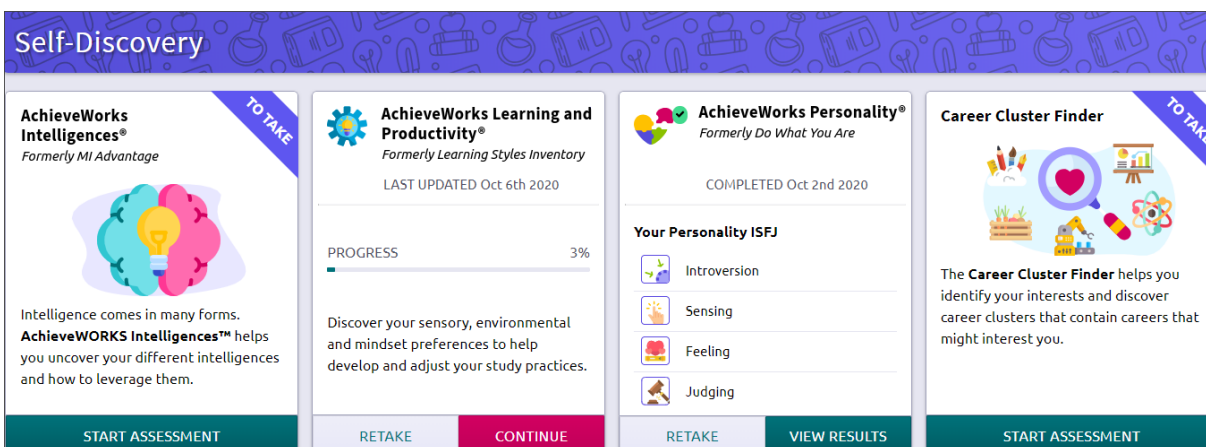 Self-Discovery
AchieveWorks
Intelligences®
Formerly MI Advantage
TO TAKE
Intelligence comes in many forms.
AchieveWORKS Intelligences™ helps
you uncover your different intelligences
and how to leverage them.
START ASSESSMENT
AchieveWorks Learning and
Productivity®
Formerly Learning Styles Inventory
LAST UPDATED Oct 6th 2020
PROGRESS 3%
Discover your sensory, environmental
and mindset preferences to help
develop and adjust your study practices.
RETAKE CONTINUE
AchieveWorks Personality®
Formerly Do What You Are
COMPLETED Oct 2nd 2020
Your Personality ISFJ
Introversion
Sensing
Feeling
Judging
RETAKE VIEW RESULTS
Career Cluster Finder
TO TAKE
The Career Cluster Finder helps you
identify your interests and discover
career clusters that contain careers that
might interest you.
START ASSESSMENT